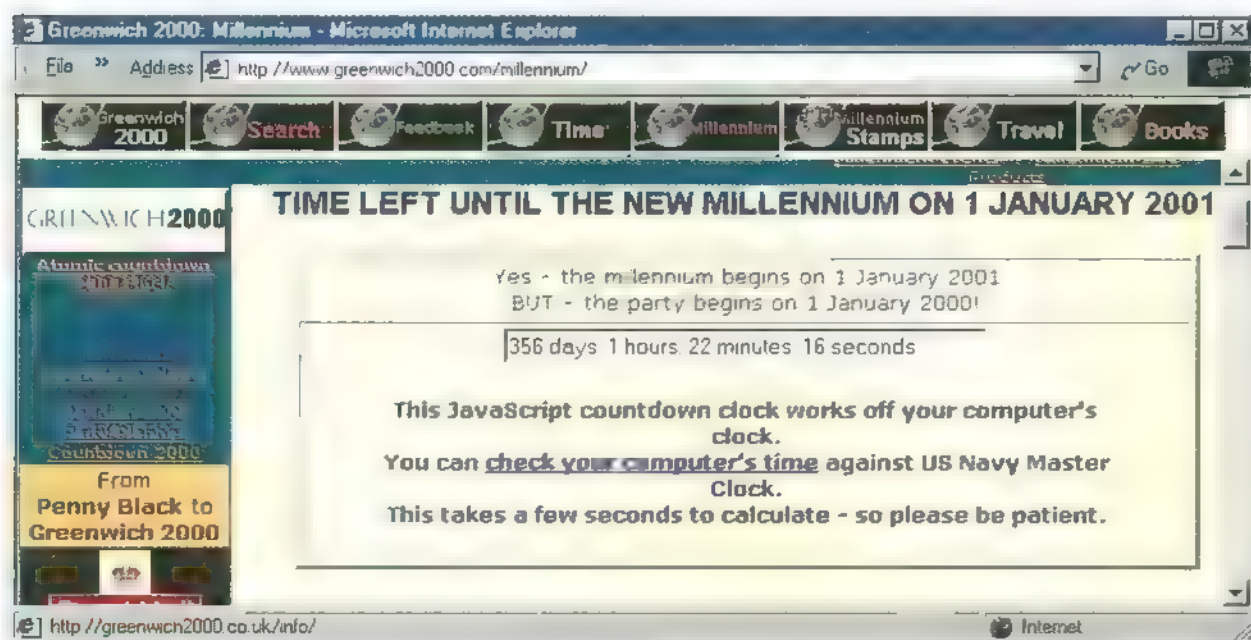 Greenwich 2000: Millennium - Microsoft Internet Explorer
File » Address http //www greenwich2000 com/millennium/ Go
Greenwich 2000 Search Feedback Time Millennium Millennium Stamps Travel Books
Products
GREENWICH2000
TIME LEFT UNTIL THE NEW MILLENNIUM ON 1 JANUARY 2001
Atomic countdown
Yes - the millennium begins on 1 January 2001
BUT - the party begins on 1 January 2000!
356 days 1 hours. 22 minutes 16 seconds
This JavaScript countdown clock works off your computer's
clock.
You can check your computer's time against US Navy Master
Clock.
This takes a few seconds to calculate - so please be patient.
Countdown 2000
From
Penny Black to
Greenwich 2000
http //greenwich2000 co uk/info/ Internet